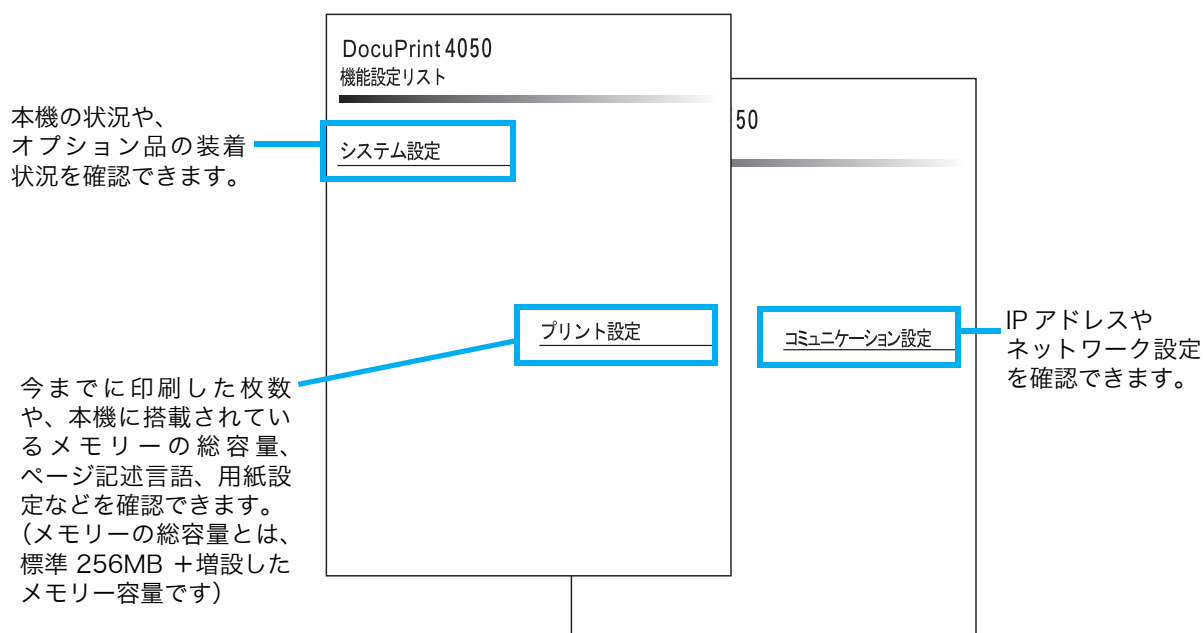 DocuPrint 4050
機能設定リスト
50
本機の状況や、
オプション品の装着
状況を確認できます。
システム設定
プリント設定
コミュニケーション設定
IP アドレスや
ネットワーク設定
を確認できます。
今までに印刷した枚数
や、本機に搭載されてい
るメモリーの総容量、
ページ記述言語、用紙設
定などを確認できます。
（メモリーの総容量とは、
標準 256MB ＋増設した
メモリー容量です）